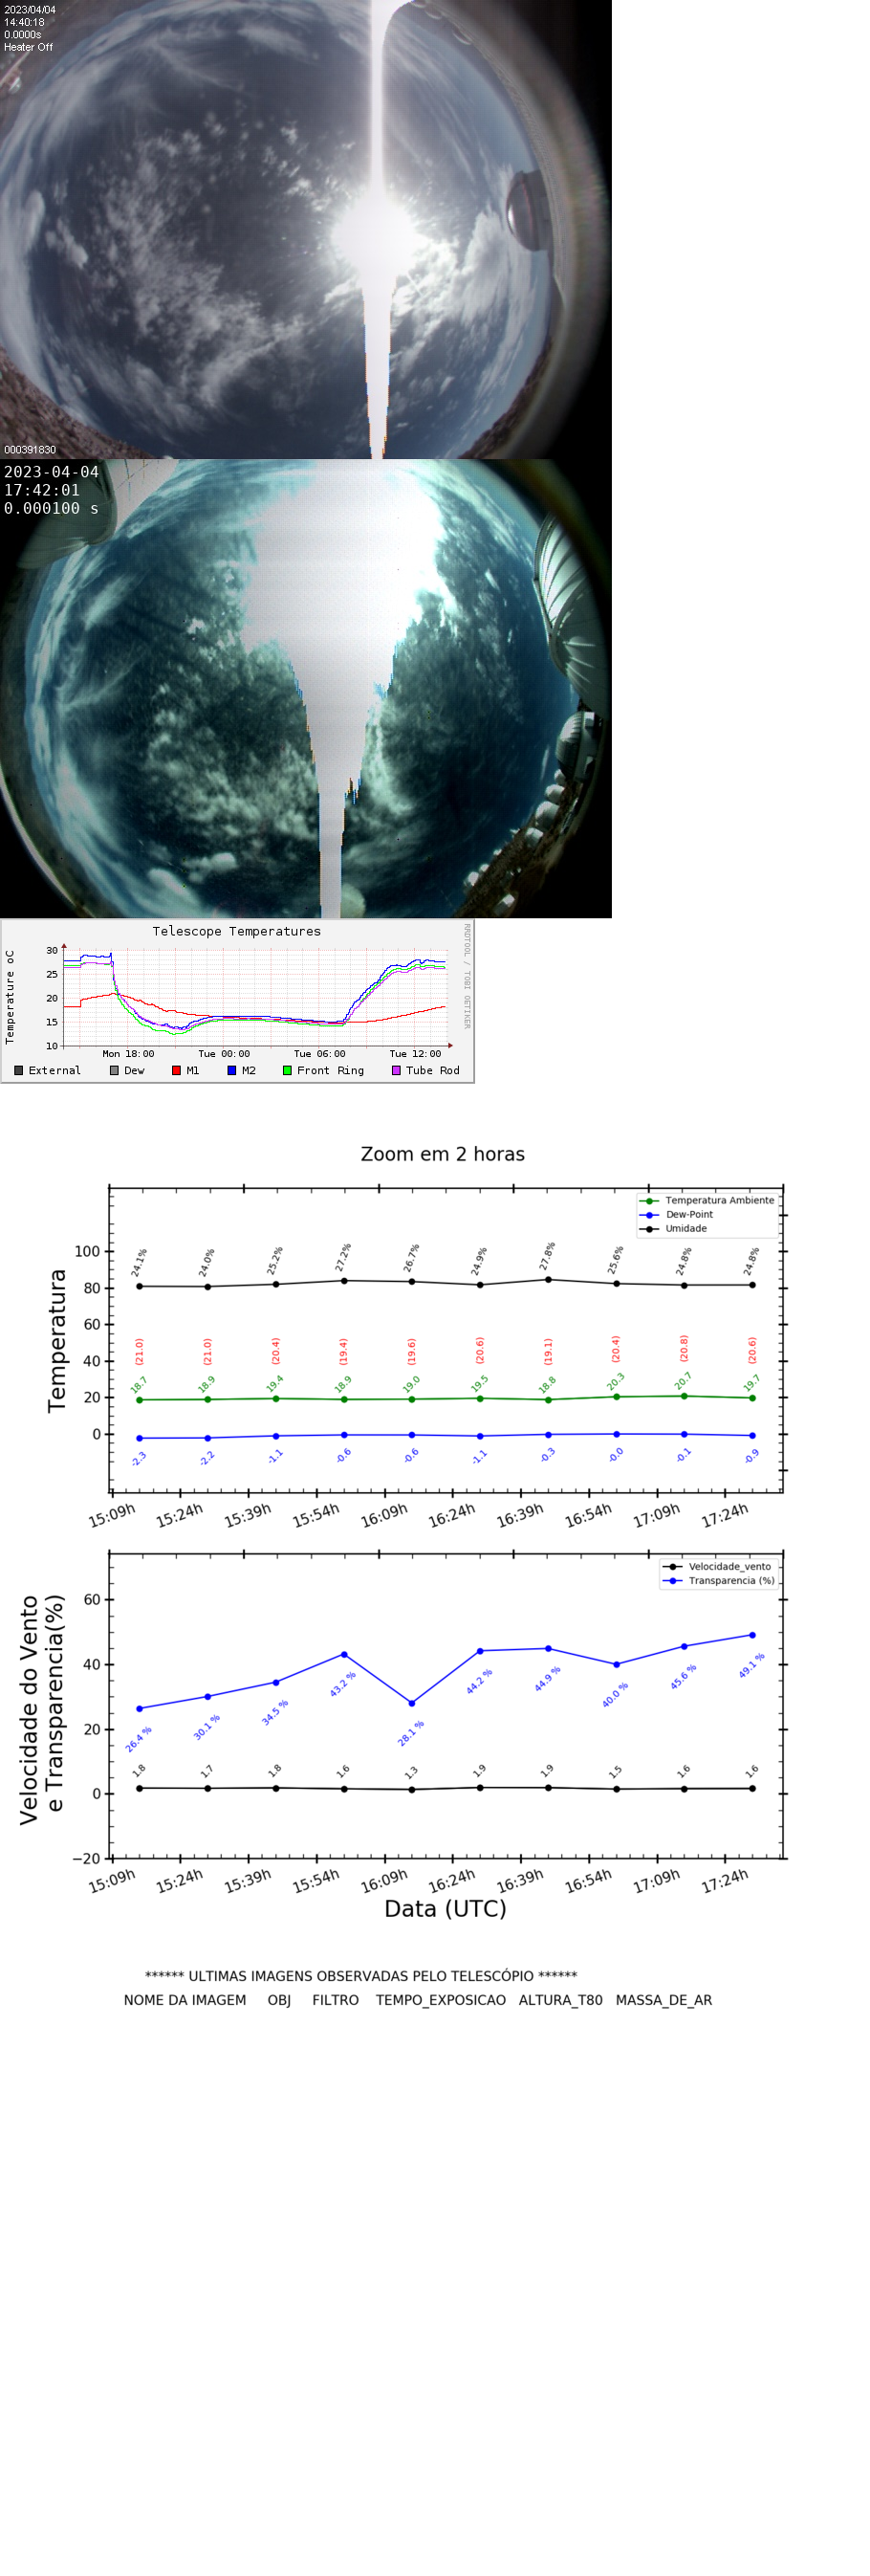 2023/04/04
14:40:18
0.0000s
Heater Off
000391830
2023-04-04
17:42:01
0.000100 s
Telescope Temperatures
RRDTOOL / TOBI OETIKER
Temperature oC
30
25
20
15
10
Mon 18:00 Tue 00:00 Tue 06:00 Tue 12:00
External Dew M1 M2 Front Ring Tube Rod
Zoom em 2 horas
Temperatura Ambiente
Dew-Point
Umidade
Temperatura
100
80
60
40
20
0
24.1% 24.0% 25.2% 27.2% 26.7% 24.9% 27.8% 25.6% 24.8% 24.8%
(21.0) (21.0) (20.4) (19.4) (19.6) (20.6) (19.1) (20.4) (20.8) (20.6)
18.7 18.9 19.4 18.9 19.0 19.5 18.8 20.3 20.7 19.7
-2.3 -2.2 -1.1 -0.6 -0.6 -1.1 -0.3 -0.0 -0.1 -0.9
15:09h 15:24h 15:39h 15:54h 16:09h 16:24h 16:39h 16:54h 17:09h 17:24h
Velocidade_vento
Transparencia (%)
Velocidade do Vento
e Transparencia(%)
60
40
20
0
−20
26.4 % 30.1 % 34.5 % 43.2 % 28.1 % 44.2 % 44.9 % 40.0 % 45.6 % 49.1 %
1.8 1.7 1.8 1.6 1.3 1.9 1.9 1.5 1.6 1.6
15:09h 15:24h 15:39h 15:54h 16:09h 16:24h 16:39h 16:54h 17:09h 17:24h
Data (UTC)
****** ULTIMAS IMAGENS OBSERVADAS PELO TELESCÓPIO ******
NOME DA IMAGEM OBJ FILTRO TEMPO_EXPOSICAO ALTURA_T80 MASSA_DE_AR